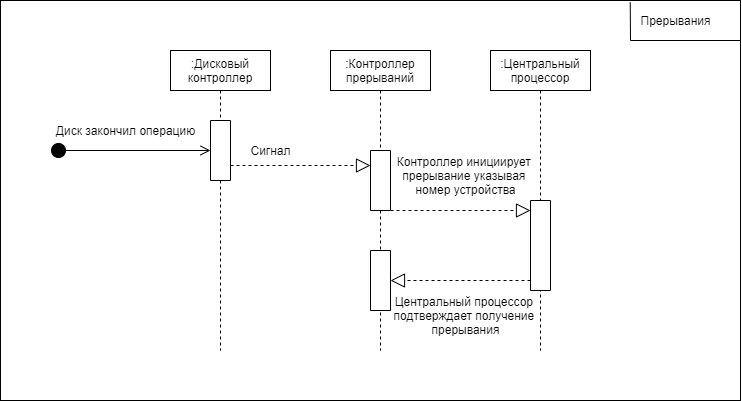 Прерывания
:Дисковый
контроллер
:Контроллер
прерываний
:Центральный
процессор
Диск закончил операцию
Сигнал
Контроллер инициирует
прерывание указывая
номер устройства
Центральный процессор
подтверждает получение
прерывания